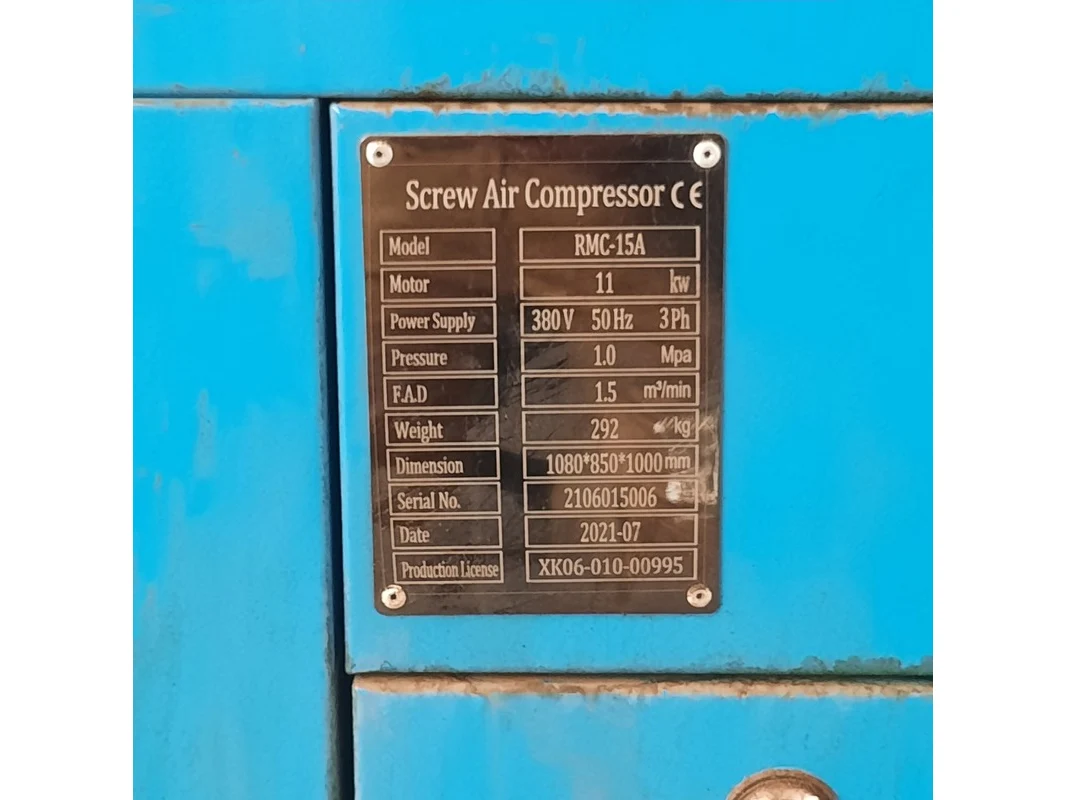 Screw Air Compressor CE
Model RMC-15A
Motor 11 kw
Power Supply 380V 50Hz 3Ph
Pressure 1.0 Mpa
F.A.D 1.5 m³/min
Weight 292 kg
Dimension 1080*850*1000mm
Serial No. 2106015006
Date 2021-07
Production License XK06-010-00995